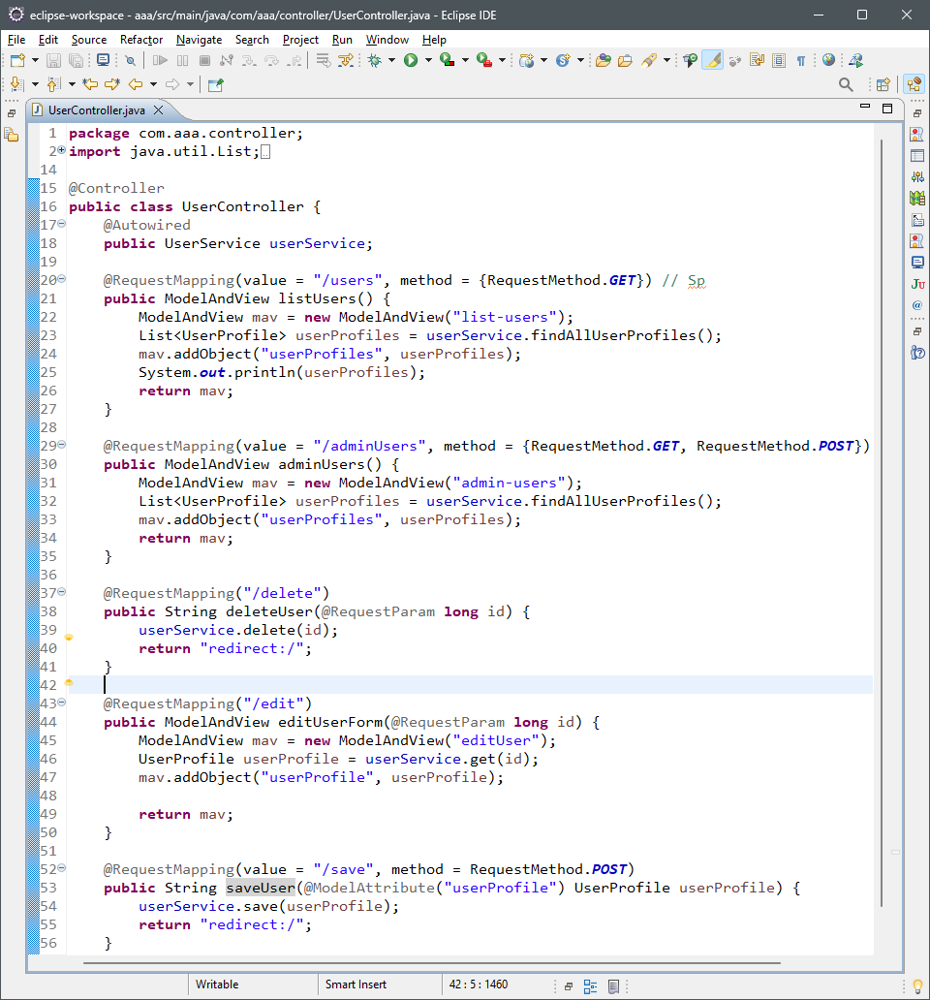 eclipse-workspace - aaa/src/main/java/com/aaa/controller/UserController.java - Eclipse IDE
File Edit Source Refactor Navigate Search Project Run Window Help
UserController.java
1 package com.aaa.controller;
2 import java.util.List;
14
15 @Controller
16 public class UserController {
17 @Autowired
18 public UserService userService;
19
20 @RequestMapping(value = "/users", method = {RequestMethod.GET}) // Sp
21 public ModelAndView listUsers() {
22 ModelAndView mav = new ModelAndView("list-users");
23 List<UserProfile> userProfiles = userService.findAllUserProfiles();
24 mav.addObject("userProfiles", userProfiles);
25 System.out.println(userProfiles);
26 return mav;
27 }
28
29 @RequestMapping(value = "/adminUsers", method = {RequestMethod.GET, RequestMethod.POST})
30 public ModelAndView adminUsers() {
31 ModelAndView mav = new ModelAndView("admin-users");
32 List<UserProfile> userProfiles = userService.findAllUserProfiles();
33 mav.addObject("userProfiles", userProfiles);
34 return mav;
35 }
36
37 @RequestMapping("/delete")
38 public String deleteUser(@RequestParam long id) {
39 userService.delete(id);
40 return "redirect:/";
41 }
42
43 @RequestMapping("/edit")
44 public ModelAndView editUserForm(@RequestParam long id) {
45 ModelAndView mav = new ModelAndView("editUser");
46 UserProfile userProfile = userService.get(id);
47 mav.addObject("userProfile", userProfile);
48
49 return mav;
50 }
51
52 @RequestMapping(value = "/save", method = RequestMethod.POST)
53 public String saveUser(@ModelAttribute("userProfile") UserProfile userProfile) {
54 userService.save(userProfile);
55 return "redirect:/";
56 }
Writable Smart Insert 42 : 5 : 1460